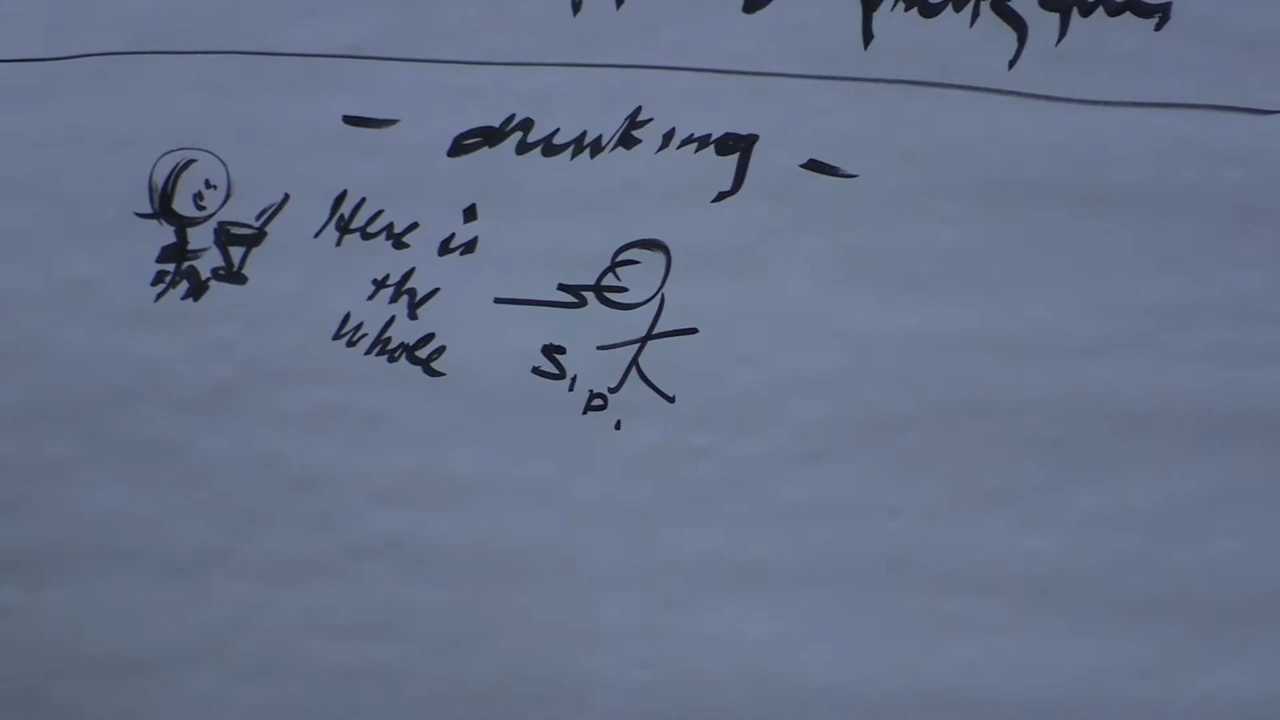 - drinking -
Here is
the
whole
S.P.